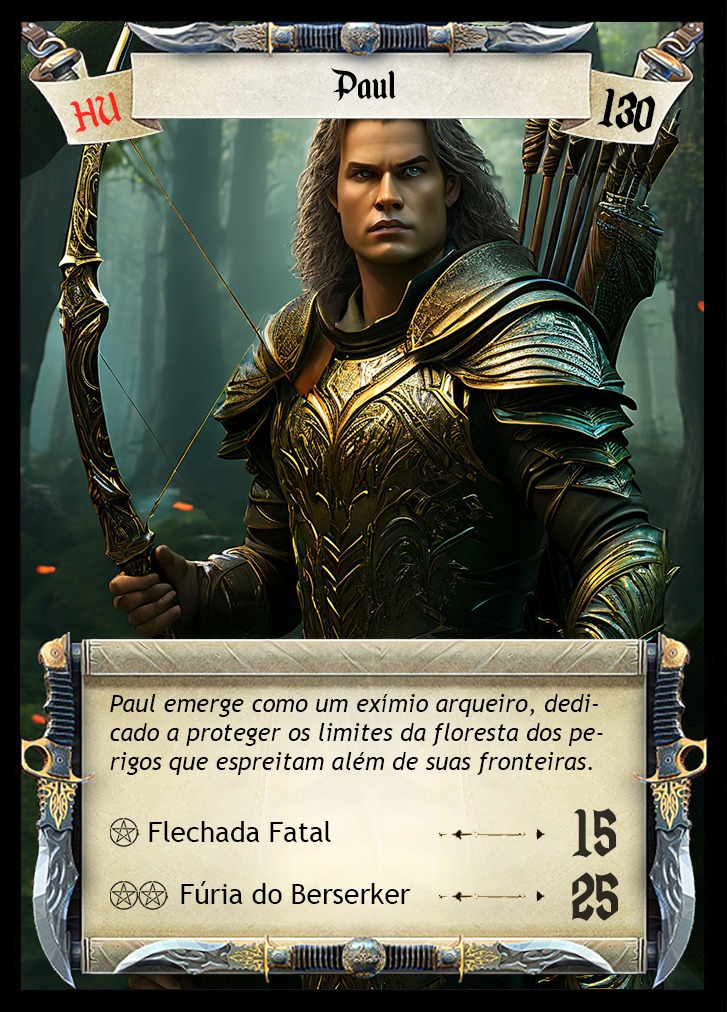 Paul
HU
130
Paul emerge como um exímio arqueiro, dedi-
cado a proteger os limites da floresta dos pe-
rigos que espreitam além de suas fronteiras.
Flechada Fatal 15
Fúria do Berserker 25